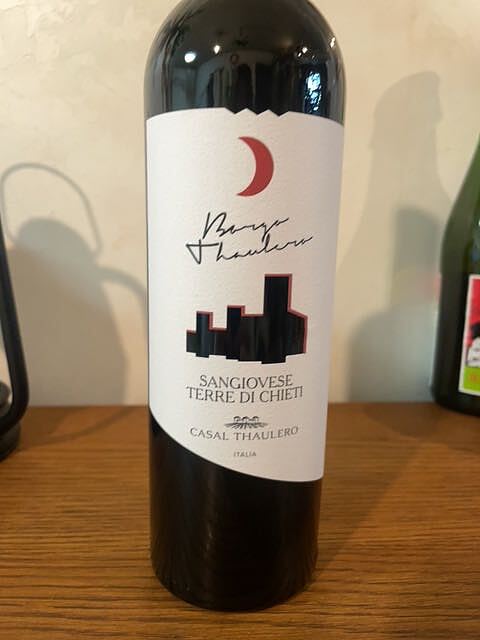 Borgo
Thaulero
SANGIOVESE
TERRE DI CHIETI
CASAL THAULERO
ITALIA